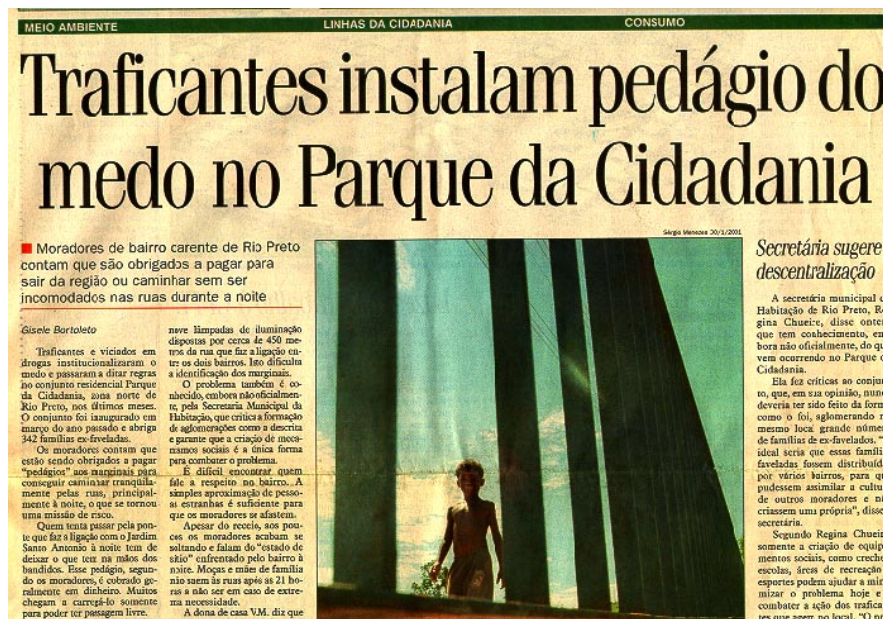 MEIO AMBIENTE
LINHAS DA CIDADANIA
CONSUMO
Traficantes instalam pedágio do
medo no Parque da Cidadania
Moradores de bairro carente de Rio Preto
contam que são obrigados a pagar para
sair da região ou caminhar sem ser
incomodados nas ruas durante a noite
Gisele Bortoleto
Traficantes e viciados em
drogas institucionalizaram o
medo e passaram a ditar regras
no conjunto residencial Parque
da Cidadania, zona norte de
Rio Preto, nos últimos meses.
O conjunto foi inaugurado em
março do ano passado e abriga
342 famílias ex-faveladas.
Os moradores contam que
estão sendo obrigados a pagar
"pedágios" aos marginais para
conseguir caminhar tranqüila-
mente pelas ruas, principal-
mente à noite, o que se tornou
uma missão de risco.
Quem tenta passar pela pon-
te que faz a ligação com o Jardim
Santo Antonio à noite tem de
deixar o que tem na mãos dos
bandidos. Esse pedágio, segun-
do os moradores, é cobrado ge-
ralmente em dinheiro. Muitos
chegam a carregá-lo somente
para poder ter passagem livre.
nove lâmpadas de iluminação
dispostas por cerca de 450 me-
tros da rua que faz a ligação en-
tre os dois bairros. Isto dificulta
a identificação dos marginais.
O problema também é co-
nhecido, embora não oficialmen-
te, pela Secretaria Municipal da
Habitação, que critica a formação
de aglomerações como a descrita
e garante que a criação de meca-
nismos sociais é a única forma
para combater o problema.
É difícil encontrar quem
fale a respeito no bairro. A
simples aproximação de pesso-
as estranhas é suficiente para
que os moradores se afastem.
Apesar do receio, aos pou-
cos os moradores acabam se
soltando e falam do "estado de
sítio" enfrentado pelo bairro à
noite. Moças e mães de família
não saem às ruas após as 21 ho-
ras a não ser em caso de extre-
ma necessidade.
A dona de casa V.M. diz que
Sérgio Menezes 30/1/2001
Secretária sugere
descentralização
A secretária municipal d
Habitação de Rio Preto, Re
gina Chueire, disse onter
que tem conhecimento, em
bora não oficialmente, do qu
vem ocorrendo no Parque d
Cidadania.
Ela fez críticas ao conjun
to, que, em sua opinião, nunc
deveria ter sido feito da form
como o foi, aglomerando n
mesmo local grande númer
de famílias de ex-favelados. "
ideal seria que essas famíli
faveladas fossem distribuíd
por vários bairros, para qu
pudessem assimilar a cultu
de outros moradores e nã
criassem uma própria", disse
secretária.
Segundo Regina Chueir
somente a criação de equip
mentos sociais, como crech
escolas, áreas de recreação
esportes podem ajudar a mir
mizar o problema hoje e
combater a ação dos trafica
tes que agem no local. "O pr